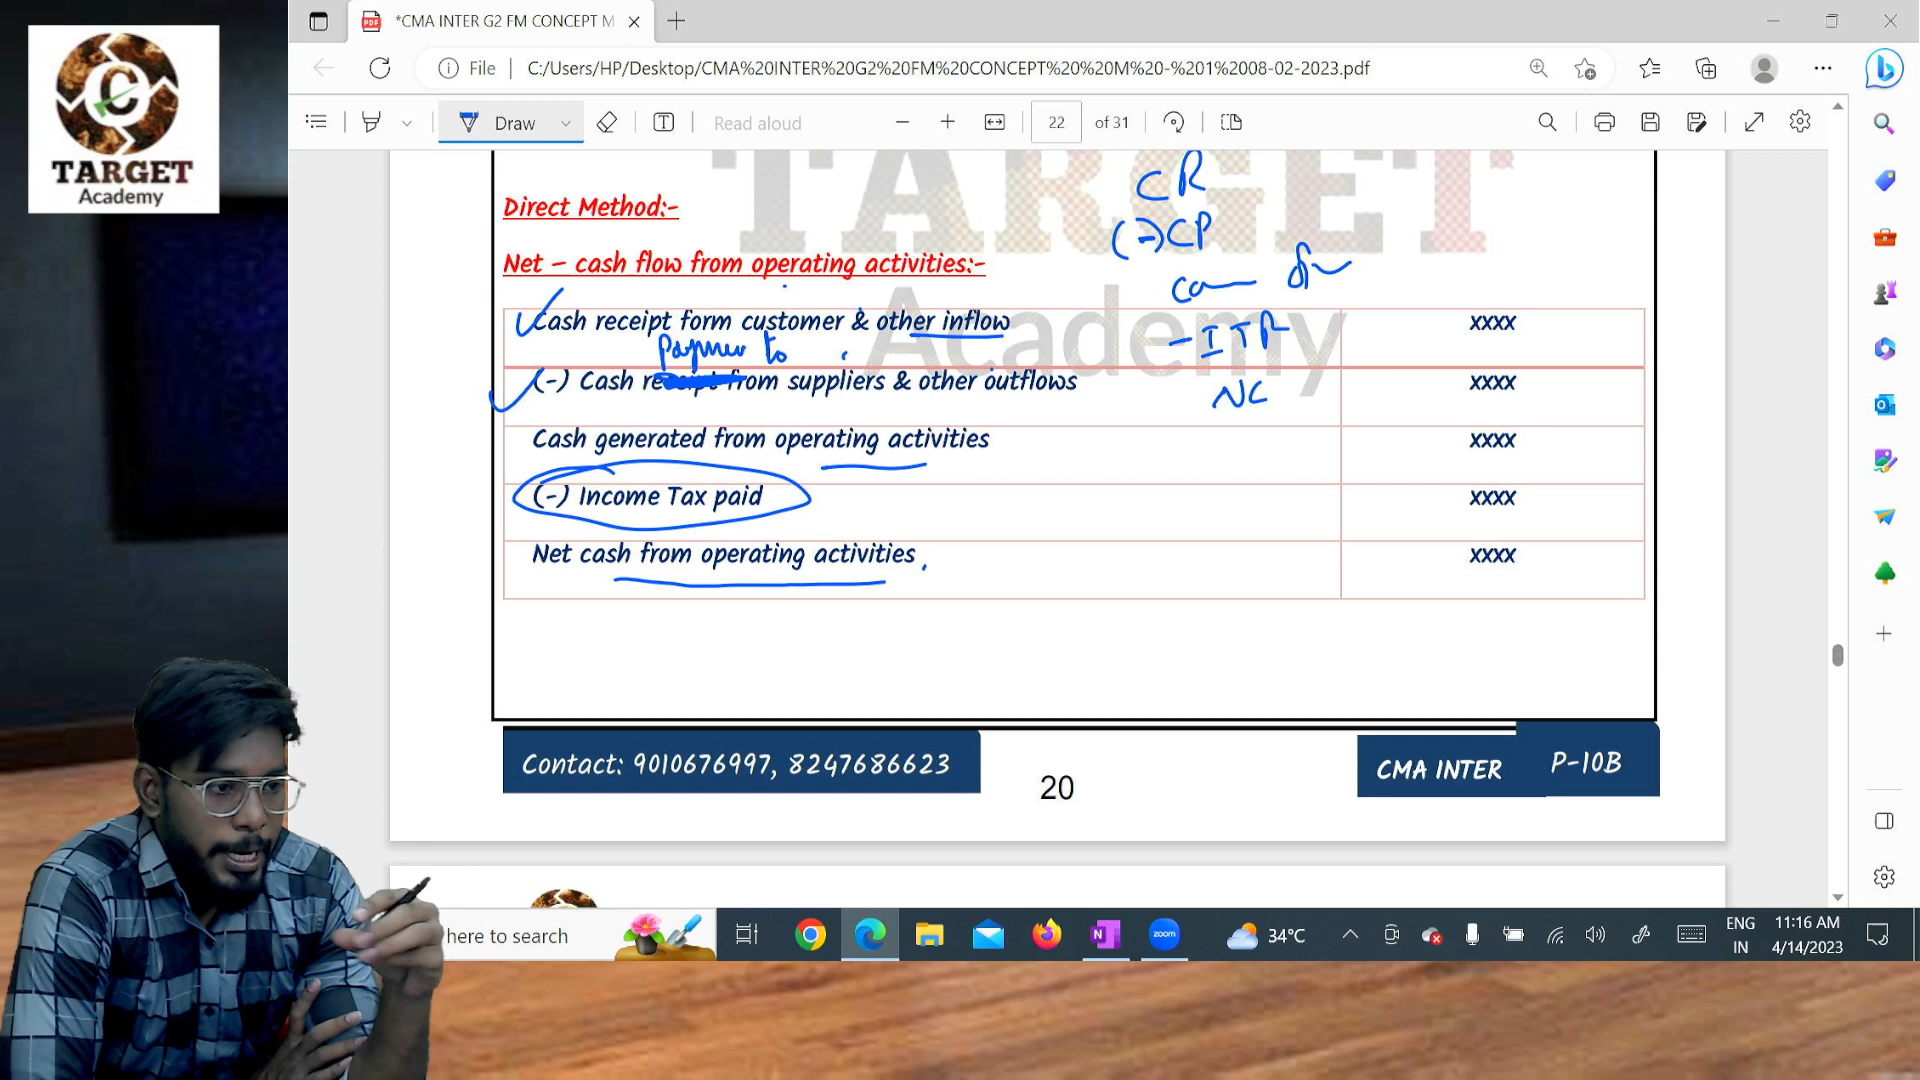 *CMA INTER G2 FM CONCEPT M
File
C:/Users/HP/Desktop/CMA%20INTER%20G2%20FM%20CONCEPT%20%20M%20-%201%2008-02-2023.pdf
Draw
Read aloud
22 of 31
C
TARGET
Academy
TARGET
Academy
CR
(-) CP
Direct Method:-
Net – cash flow from operating activities:-
Cash receipt form customer & other inflow XXXX
- ITP
Payment to
(-) Cash receipt from suppliers & other outflows XXXX
NC
Cash generated from operating activities XXXX
(-) Income Tax paid XXXX
Net cash from operating activities. XXXX
Contact: 9010676997, 8247686623
20
CMA INTER P-10B
here to search
zoom
34°C
ENG
IN
11:16 AM
4/14/2023